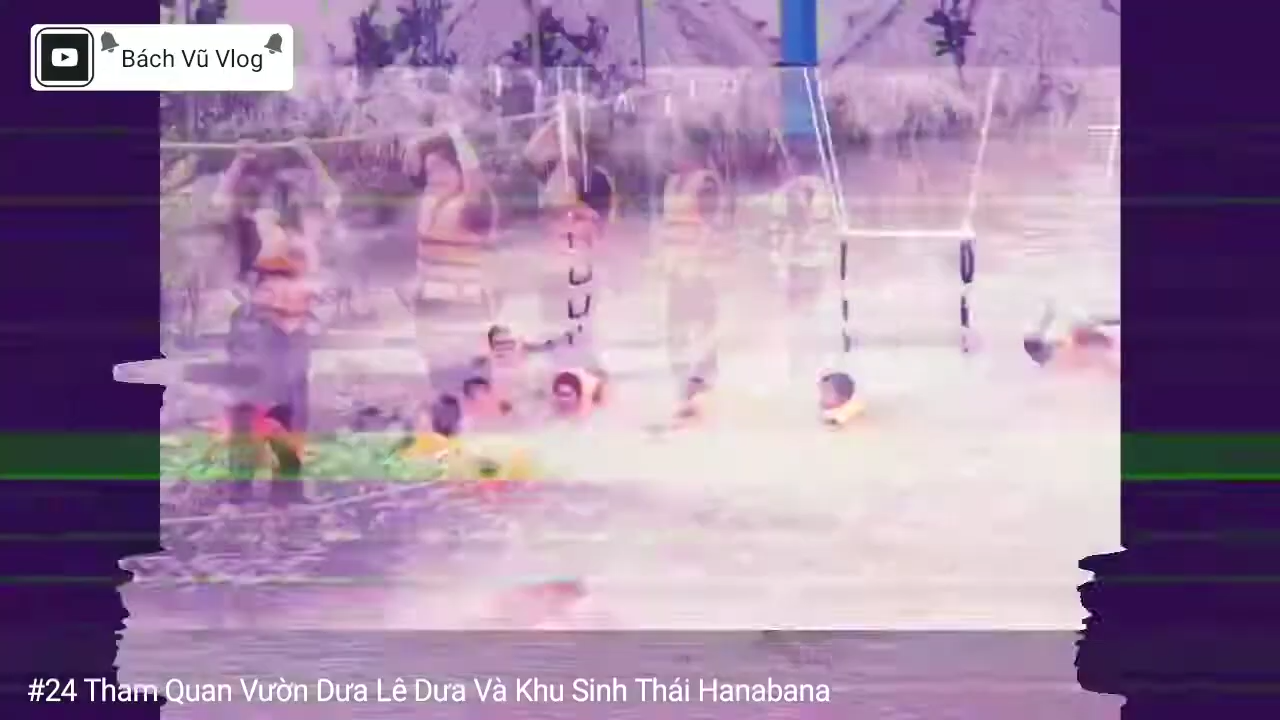 Bách Vũ Vlog
#24 Tham Quan Vườn Dưa Lê Dưa Và Khu Sinh Thái Hanabana